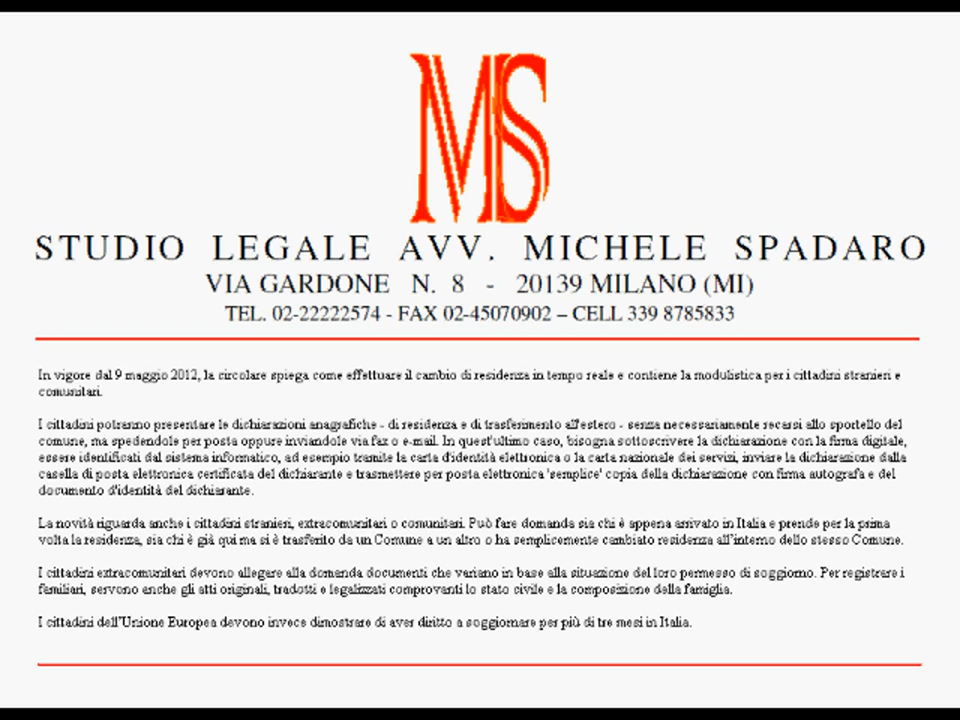 MS
STUDIO LEGALE AVV. MICHELE SPADARO
VIA GARDONE N. 8 - 20139 MILANO (MI)
TEL. 02-22222574 - FAX 02-45070902 – CELL 339 8785833
In vigore dal 9 maggio 2012, la circolare spiega come effettuare il cambio di residenza in tempo reale e contiene la modulistica per i cittadini stranieri e
comunitari.
I cittadini potranno presentare le dichiarazioni anagrafiche - di residenza e di trasferimento all'estero - senza necessariamente recarsi allo sportello del
comune, ma spedendole per posta oppure inviandole via fax o e-mail. In quest'ultimo caso, bisogna sottoscrivere la dichiarazione con la firma digitale,
essere identificati dal sistema informatico, ad esempio tramite la carta d'identità elettronica o la carta nazionale dei servizi, inviare la dichiarazione dalla
casella di posta elettronica certificata del dichiarante e trasmettere per posta elettronica 'semplice' copia della dichiarazione con firma autografa e del
documento d'identità del dichiarante.
La novità riguarda anche i cittadini stranieri, extracomunitari o comunitari. Può fare domanda sia chi è appena arrivato in Italia e prende per la prima
volta la residenza, sia chi è già qui ma si è trasferito da un Comune a un altro o ha semplicemente cambiato residenza all'interno dello stesso Comune.
I cittadini extracomunitari devono allegare alla domanda documenti che variano in base alla situazione del loro permesso di soggiorno. Per registrare i
familiari, servono anche gli atti originali, tradotti e legalizzati comprovanti lo stato civile e la composizione della famiglia.
I cittadini dell'Unione Europea devono invece dimostrare di aver diritto a soggiornare per più di tre mesi in Italia.